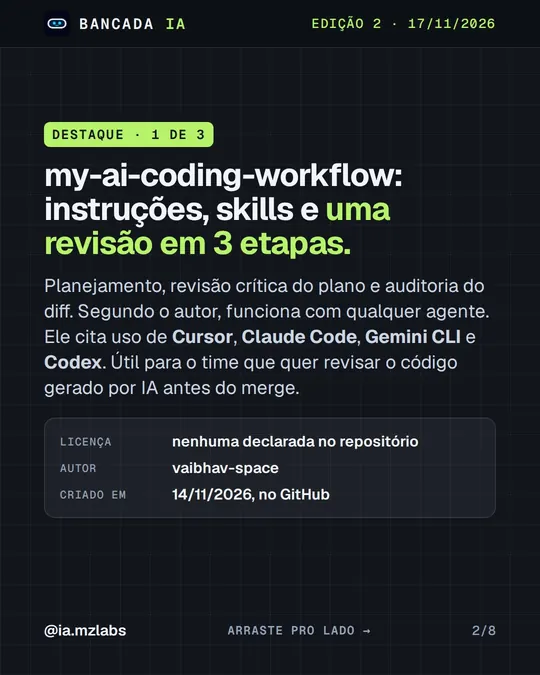 BANCADA IA
EDIÇÃO 2 · 17/11/2026
DESTAQUE · 1 DE 3
my-ai-coding-workflow:
instruções, skills e uma
revisão em 3 etapas.
Planejamento, revisão crítica do plano e auditoria do
diff. Segundo o autor, funciona com qualquer agente.
Ele cita uso de Cursor, Claude Code, Gemini CLI e
Codex. Útil para o time que quer revisar o código
gerado por IA antes do merge.
LICENÇA nenhuma declarada no repositório
AUTOR vaibhav-space
CRIADO EM 14/11/2026, no GitHub
@ia.mzlabs
ARRASTE PRO LADO →
2/8